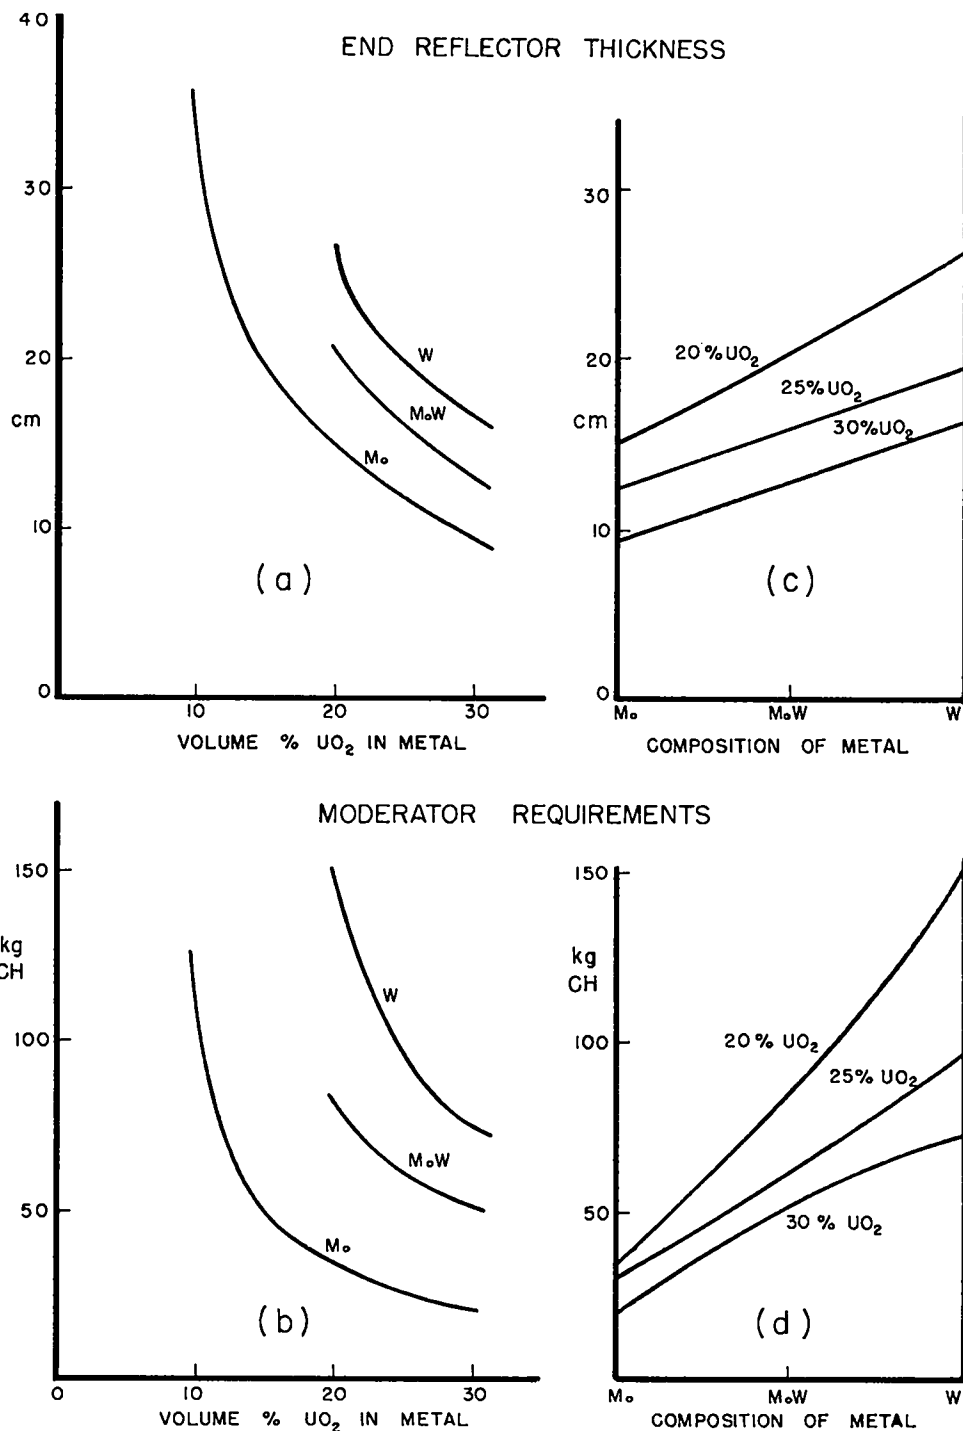 END REFLECTOR THICKNESS
40
30
20
cm
10
0
W
MoW
Mo
(a)
10 20 30
VOLUME % UO2 IN METAL
30
20
cm
10
0
20%UO2
25%UO2
30%UO2
(c)
Mo MoW W
COMPOSITION OF METAL
MODERATOR REQUIREMENTS
150
kg
CH
100
50
W
MoW
Mo
(b)
0 10 20 30
VOLUME % UO2 IN METAL
150
kg
CH
100
50
20% UO2
25% UO2
30% UO2
(d)
Mo MoW W
COMPOSITION OF METAL